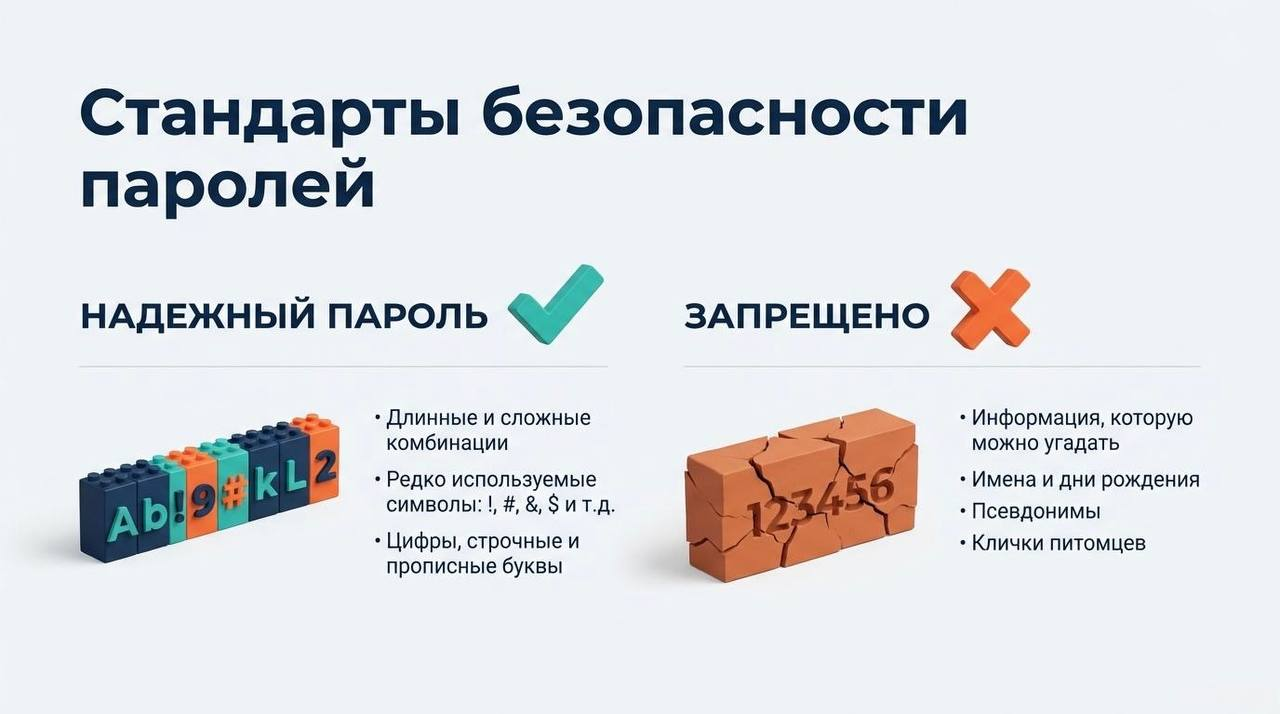 Стандарты безопасности
паролей
НАДЕЖНЫЙ ПАРОЛЬ
Ab!9#kL2
• Длинные и сложные
комбинации
• Редко используемые
символы: !, #, &, $ и т.д.
• Цифры, строчные и
прописные буквы
ЗАПРЕЩЕНО
123456
• Информация, которую
можно угадать
• Имена и дни рождения
• Псевдонимы
• Клички питомцев